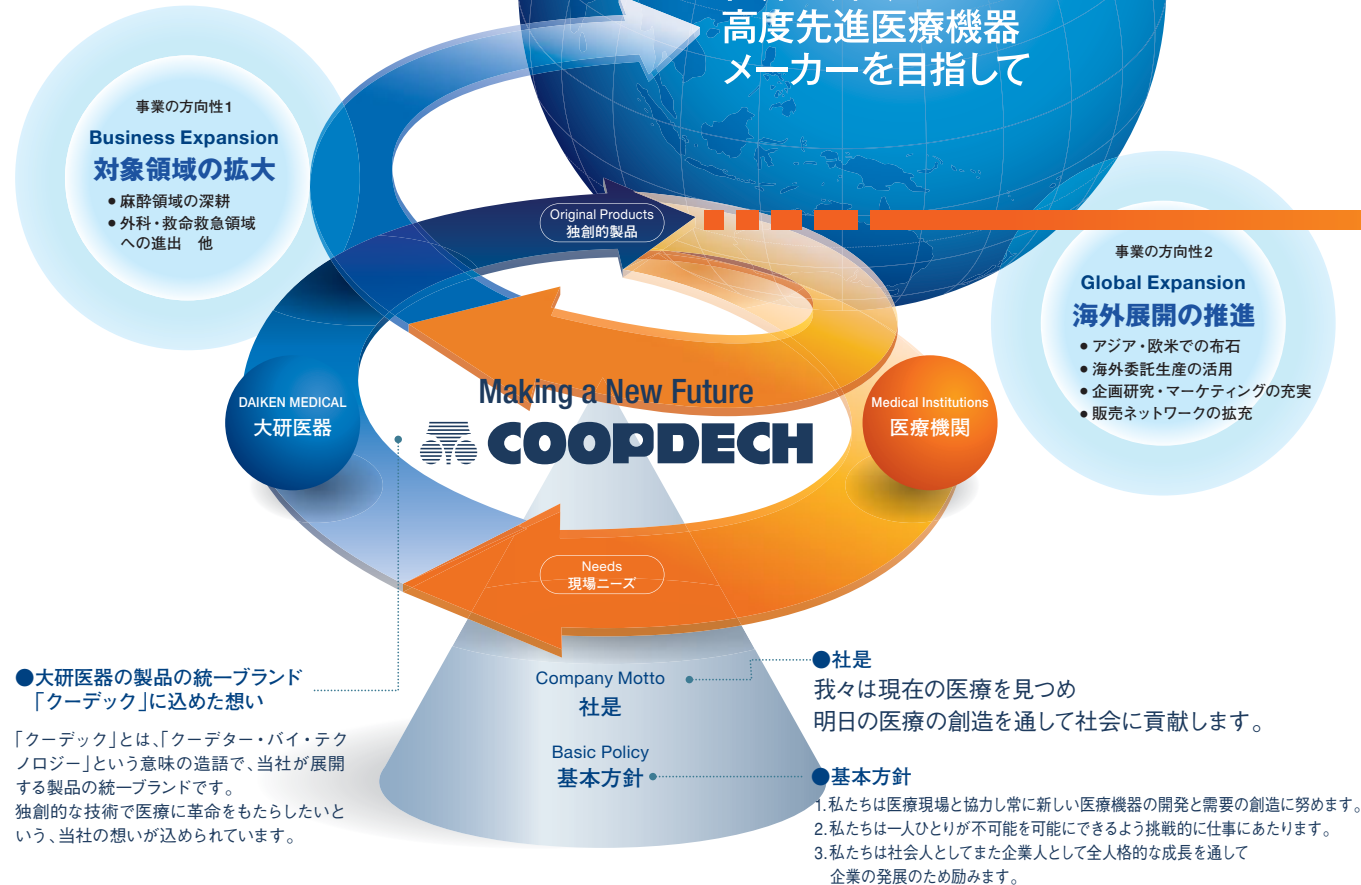 高度先進医療機器
メーカーを目指して
事業の方向性1
Business Expansion
対象領域の拡大
● 麻酔領域の深耕
● 外科・救命救急領域
への進出　他
Original Products
独創的製品
事業の方向性2
Global Expansion
海外展開の推進
● アジア・欧米での布石
● 海外委託生産の活用
● 企画研究・マーケティングの充実
● 販売ネットワークの拡充
DAIKEN MEDICAL
大研医器
Making a New Future
COOPDECH
Medical Institutions
医療機関
Needs
現場ニーズ
●大研医器の製品の統一ブランド
「クーデック」に込めた想い
「クーデック」とは、「クーデター・バイ・テク
ノロジー」という意味の造語で、当社が展開
する製品の統一ブランドです。
独創的な技術で医療に革命をもたらしたいと
いう、当社の想いが込められています。
Company Motto
社是
Basic Policy
基本方針
●社是
我々は現在の医療を見つめ
明日の医療の創造を通して社会に貢献します。
●基本方針
1.私たちは医療現場と協力し常に新しい医療機器の開発と需要の創造に努めます。
2.私たちは一人ひとりが不可能を可能にできるよう挑戦的に仕事にあたります。
3.私たちは社会人としてまた企業人として全人格的な成長を通して
企業の発展のため励みます。